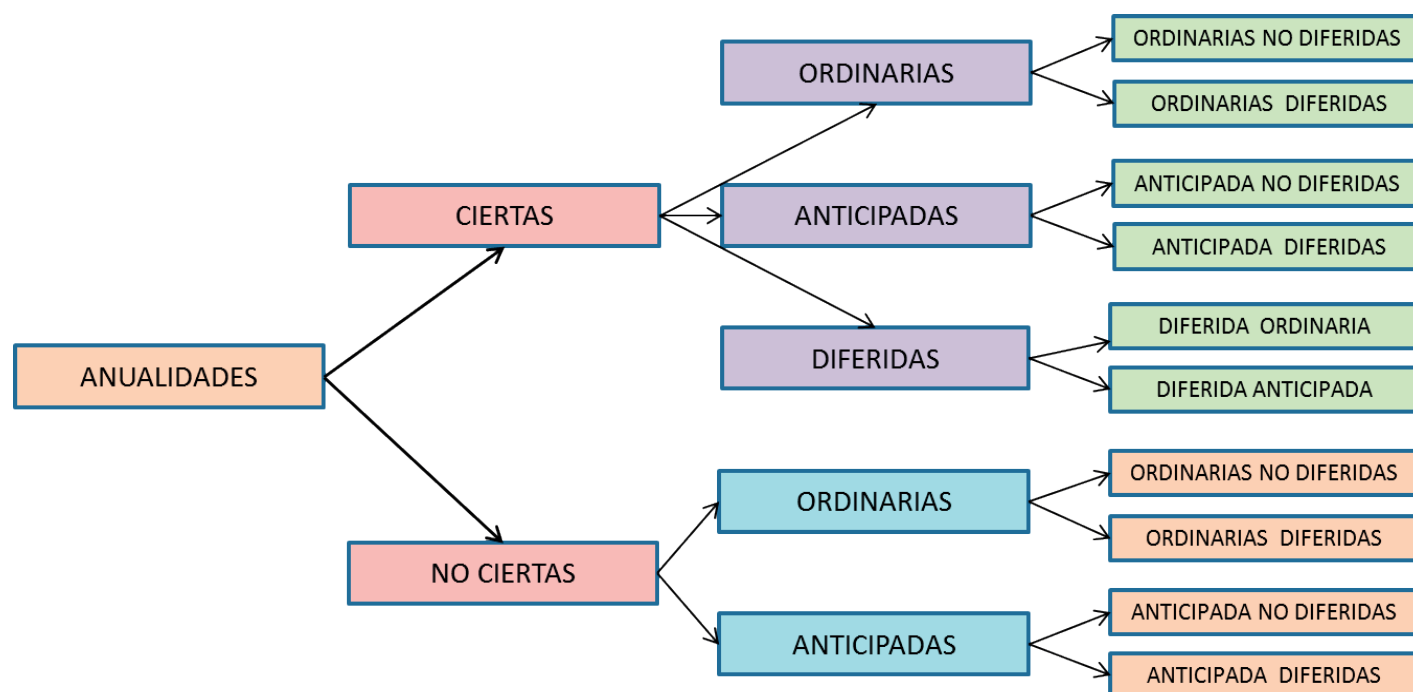 ORDINARIAS NO DIFERIDAS
ORDINARIAS
ORDINARIAS DIFERIDAS
ANTICIPADA NO DIFERIDAS
CIERTAS
ANTICIPADAS
ANTICIPADA DIFERIDAS
DIFERIDA ORDINARIA
ANUALIDADES
DIFERIDAS
DIFERIDA ANTICIPADA
ORDINARIAS NO DIFERIDAS
ORDINARIAS
ORDINARIAS DIFERIDAS
NO CIERTAS
ANTICIPADA NO DIFERIDAS
ANTICIPADAS
ANTICIPADA DIFERIDAS